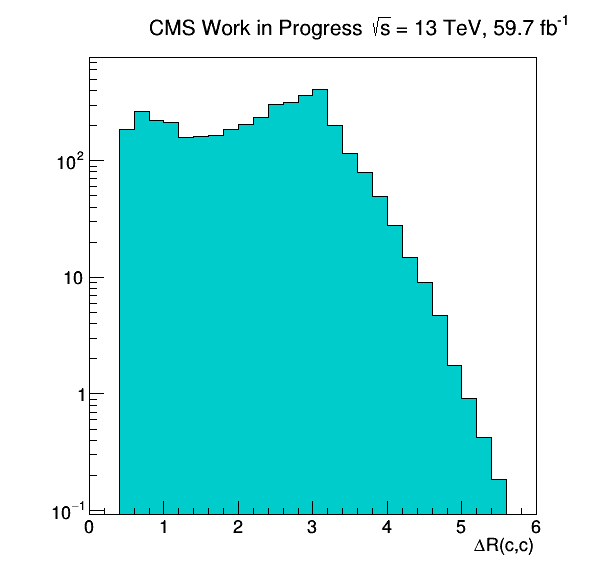 CMS Work in Progress √s = 13 TeV, 59.7 fb⁻¹
10²
10
1
10⁻¹
0 1 2 3 4 5 6
ΔR(c,c)